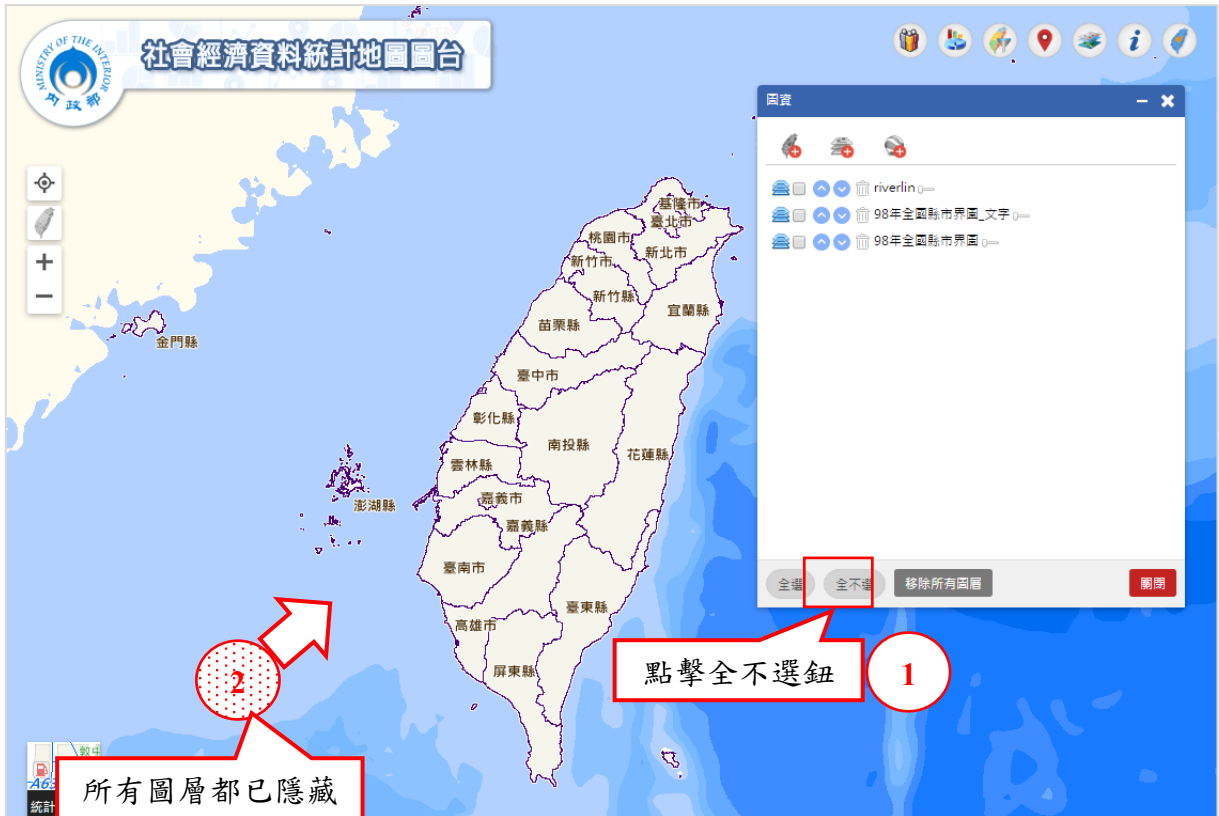 MINISTRY OF THE INTERIOR
內政部
社會經濟資料統計地圖圖台
i
圖資
riverlin
98年全國縣市界圖_文字
98年全國縣市界圖
全選
全不選
移除所有圖層
關閉
點擊全不選鈕
1
2
所有圖層都已隱藏
基隆市
臺北市
桃園市
新竹市
新北市
新竹縣
宜蘭縣
苗栗縣
金門縣
臺中市
彰化縣
南投縣
花蓮縣
雲林縣
嘉義市
澎湖縣
嘉義縣
臺南市
臺東縣
高雄市
屏東縣
統計